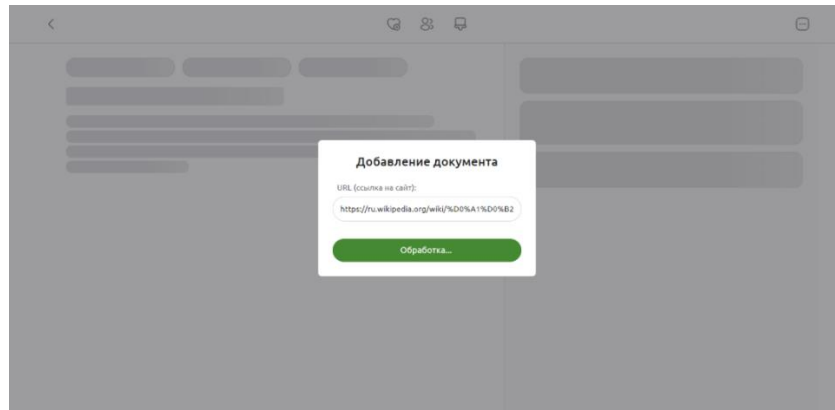 Добавление документа
URL (ссылка на сайт):
https://ru.wikipedia.org/wiki/%D0%A1%D0%B2
Обработка...